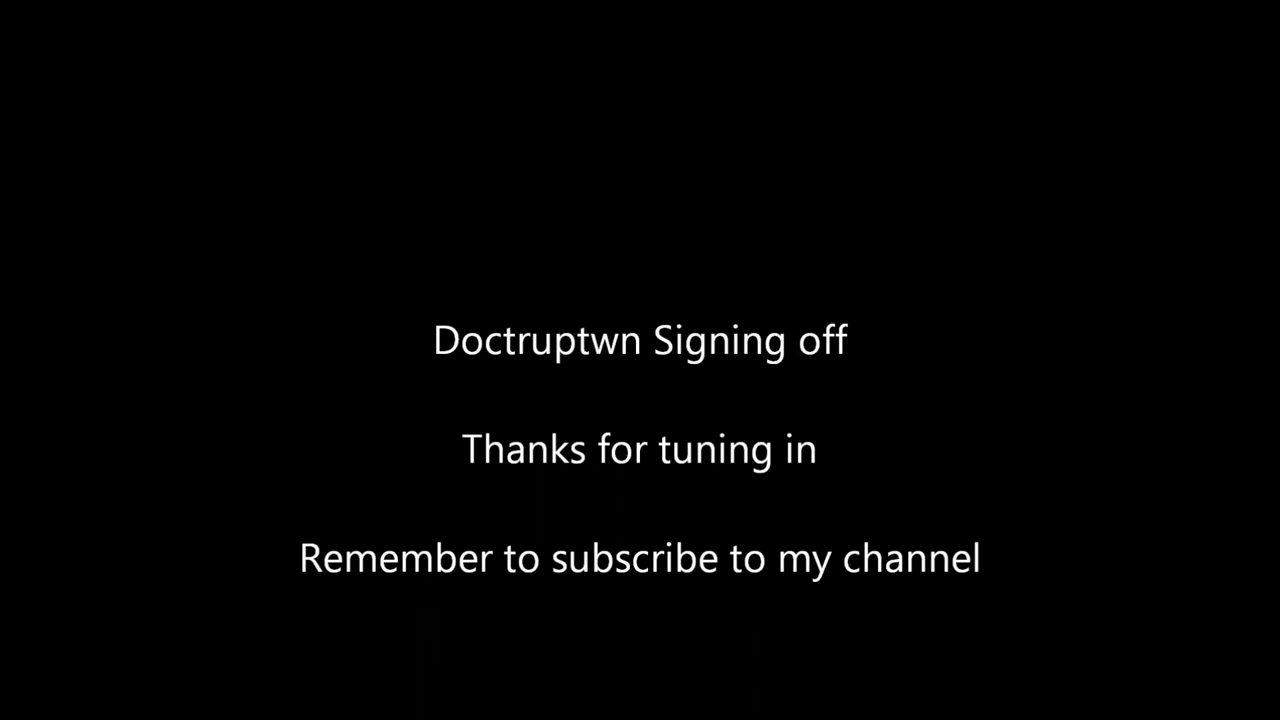 Doctruptwn Signing off
Thanks for tuning in
Remember to subscribe to my channel